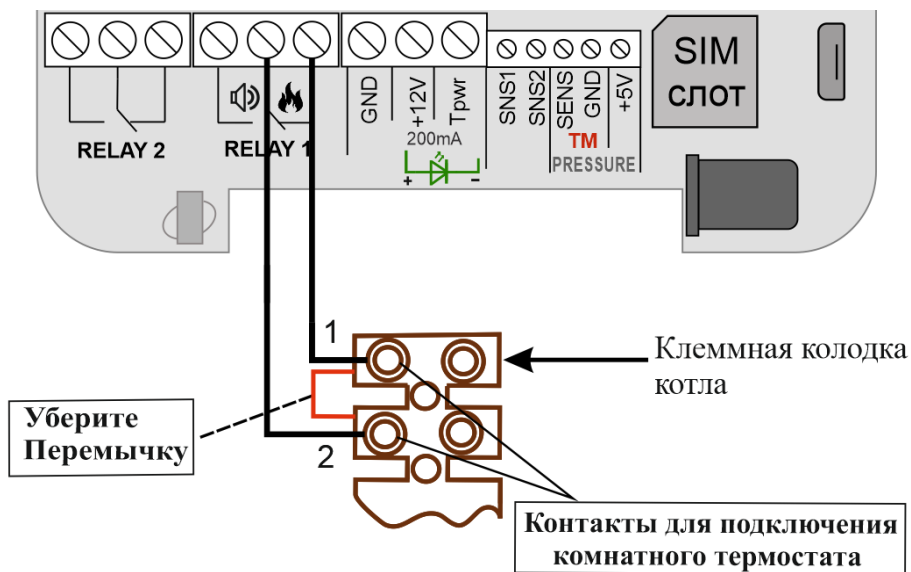 SIM
СЛОТ
GND
+12V
Tpwr
SNS1
SNS2
SENS
GND
+5V
RELAY 2
RELAY 1
200mA
TM
PRESSURE
+
-
1
Клеммная колодка
котла
Уберите
Перемычку
2
Контакты для подключения
комнатного термостата